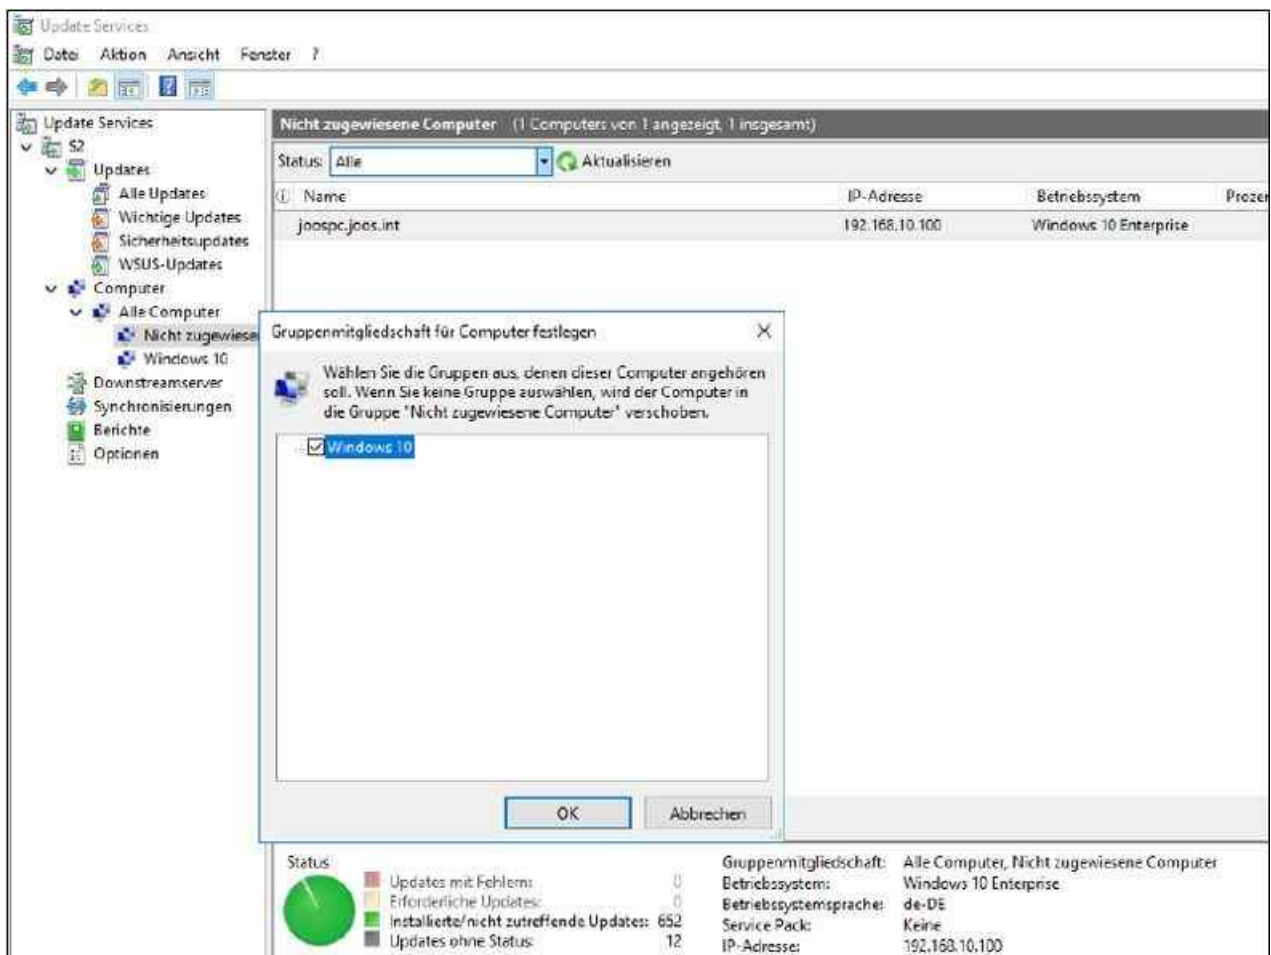 Update Services
Datei Aktion Ansicht Fenster ?
Update Services
S2
Updates
Alle Updates
Wichtige Updates
Sicherheitsupdates
WSUS-Updates
Computer
Alle Computer
Nicht zugewiese
Windows 10
Downstreamserver
Synchronisierungen
Berichte
Optionen
Nicht zugewiesene Computer (1 Computers von 1 angezeigt, 1 insgesamt)
Status: Alle Aktualisieren
Name IP-Adresse Betriebssystem Prozen
joospc.joos.int 192.168.10.100 Windows 10 Enterprise
Gruppenmitgliedschaft für Computer festlegen
Wählen Sie die Gruppen aus, denen dieser Computer angehören
soll. Wenn Sie keine Gruppe auswählen, wird der Computer in
die Gruppe "Nicht zugewiesene Computer" verschoben.
Windows 10
OK Abbrechen
Status
Updates mit Fehlern: 0
Erforderliche Updates: 0
Installierte/nicht zutreffende Updates: 652
Updates ohne Status: 12
Gruppenmitgliedschaft: Alle Computer, Nicht zugewiesene Computer
Betriebssystem: Windows 10 Enterprise
Betriebssystemsprache: de-DE
Service Pack: Keine
IP-Adresse: 192.168.10.100